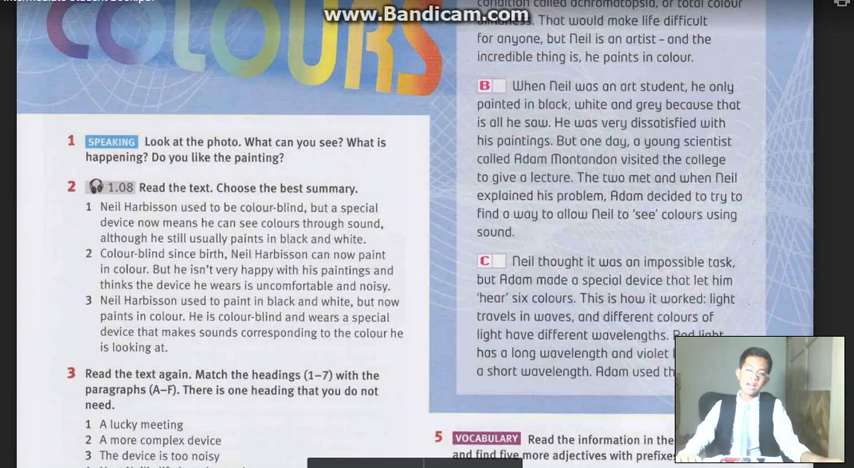 www.Bandicam.com
COLOURS
1 SPEAKING Look at the photo. What can you see? What is
happening? Do you like the painting?
2 1.08 Read the text. Choose the best summary.
1 Neil Harbisson used to be colour-blind, but a special
device now means he can see colours through sound,
although he still usually paints in black and white.
2 Colour-blind since birth, Neil Harbisson can now paint
in colour. But he isn't very happy with his paintings and
thinks the device he wears is uncomfortable and noisy.
3 Neil Harbisson used to paint in black and white, but now
paints in colour. He is colour-blind and wears a special
device that makes sounds corresponding to the colour he
is looking at.
3 Read the text again. Match the headings (1–7) with the
paragraphs (A–F). There is one heading that you do not
need.
1 A lucky meeting
2 A more complex device
3 The device is too noisy
condition called achromatopsia, or total colour
blindness. That would make life difficult
for anyone, but Neil is an artist – and the
incredible thing is, he paints in colour.
B When Neil was an art student, he only
painted in black, white and grey because that
is all he saw. He was very dissatisfied with
his paintings. But one day, a young scientist
called Adam Montandon visited the college
to give a lecture. The two met and when Neil
explained his problem, Adam decided to try to
find a way to allow Neil to 'see' colours using
sound.
C Neil thought it was an impossible task,
but Adam made a special device that let him
'hear' six colours. This is how it worked: light
travels in waves, and different colours of
light have different wavelengths. Red light
has a long wavelength and violet
a short wavelength. Adam used
5 VOCABULARY Read the information in the
and find five more adjectives with prefixes